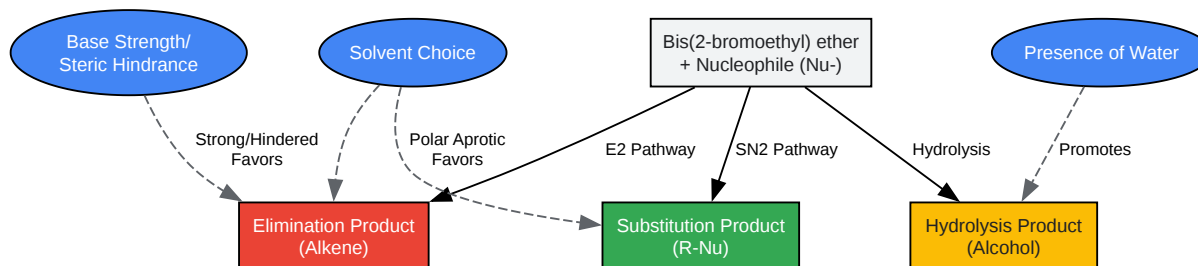 Base Strength/
Steric Hindrance
Solvent Choice
Bis(2-bromoethyl) ether
+ Nucleophile (Nu-)
Presence of Water
Strong/Hindered
Favors
Polar Aprotic
Favors
E2 Pathway
SN2 Pathway
Hydrolysis
Promotes
Elimination Product
(Alkene)
Substitution Product
(R-Nu)
Hydrolysis Product
(Alcohol)